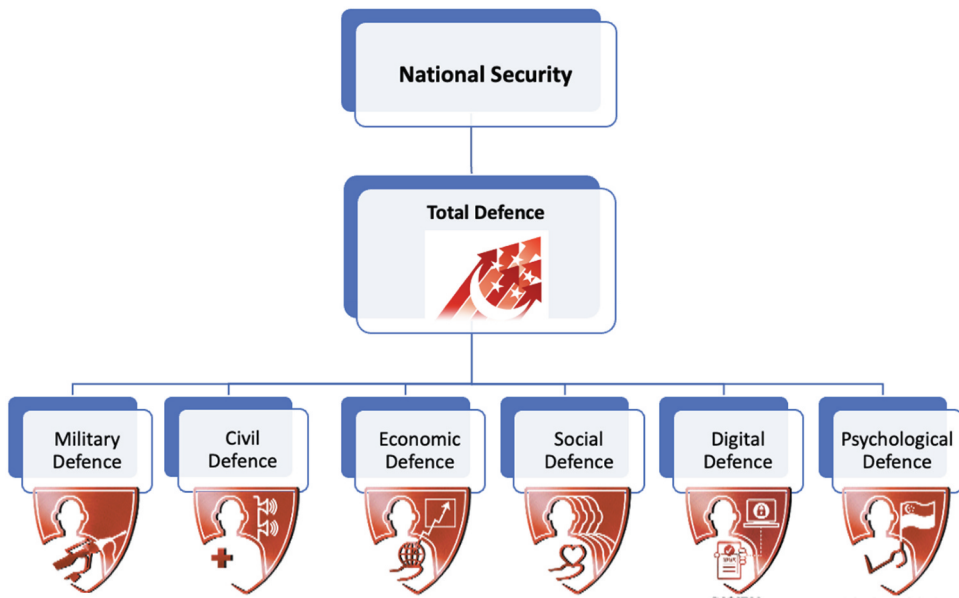 National Security
Total Defence
Military
Defence
Civil
Defence
Economic
Defence
Social
Defence
Digital
Defence
Psychological
Defence